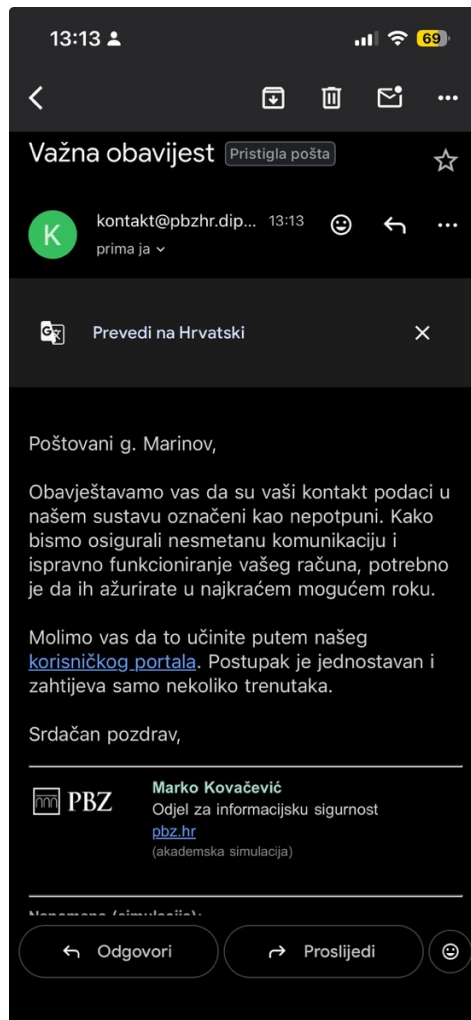 13:13
69
Važna obavijest Pristigla pošta
K
kontakt@pbzhr.dip... 13:13
prima ja
Prevedi na Hrvatski
Poštovani g. Marinov,
Obavještavamo vas da su vaši kontakt podaci u
našem sustavu označeni kao nepotpuni. Kako
bismo osigurali nesmetanu komunikaciju i
ispravno funkcioniranje vašeg računa, potrebno
je da ih ažurirate u najkraćem mogućem roku.
Molimo vas da to učinite putem našeg
korisničkog portala. Postupak je jednostavan i
zahtijeva samo nekoliko trenutaka.
Srdačan pozdrav,
PBZ
Marko Kovačević
Odjel za informacijsku sigurnost
pbz.hr
(akademska simulacija)
Napomena (simulacija):
Odgovori
Proslijedi